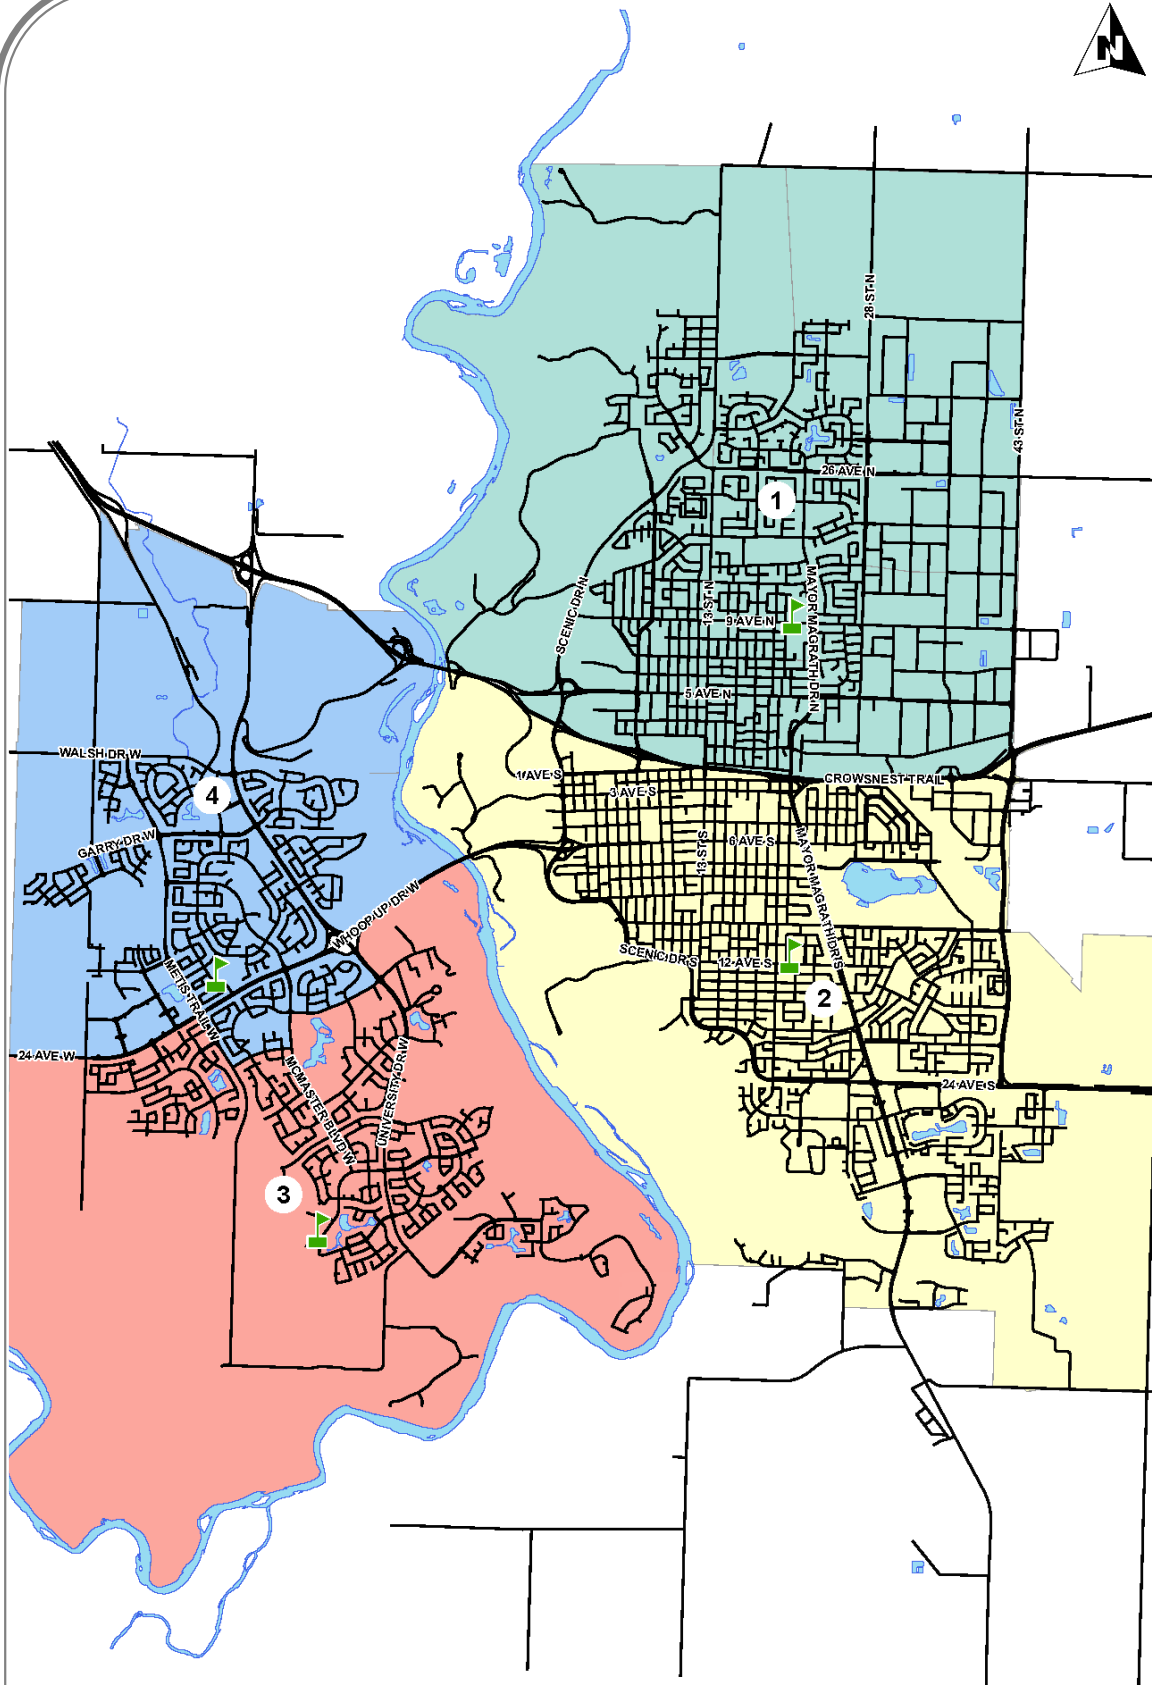 N
28 ST N
43 ST N
26 AVE N
1
SCENIC DR N
13 ST N
MAYOR MAGRATH DR N
9 AVE N
5 AVE N
WALSH DR W
1 AVE S
CROWSNEST TRAIL
3 AVE S
4
GARRY DR W
6 AVE S
13 ST S
MAYOR MAGRATH DR S
WHOOP UP DR W
SCENIC DR S
12 AVE S
METIS TRAIL W
2
24 AVE W
MCMASTER BLVD W
UNIVERSITY DR W
24 AVE S
3